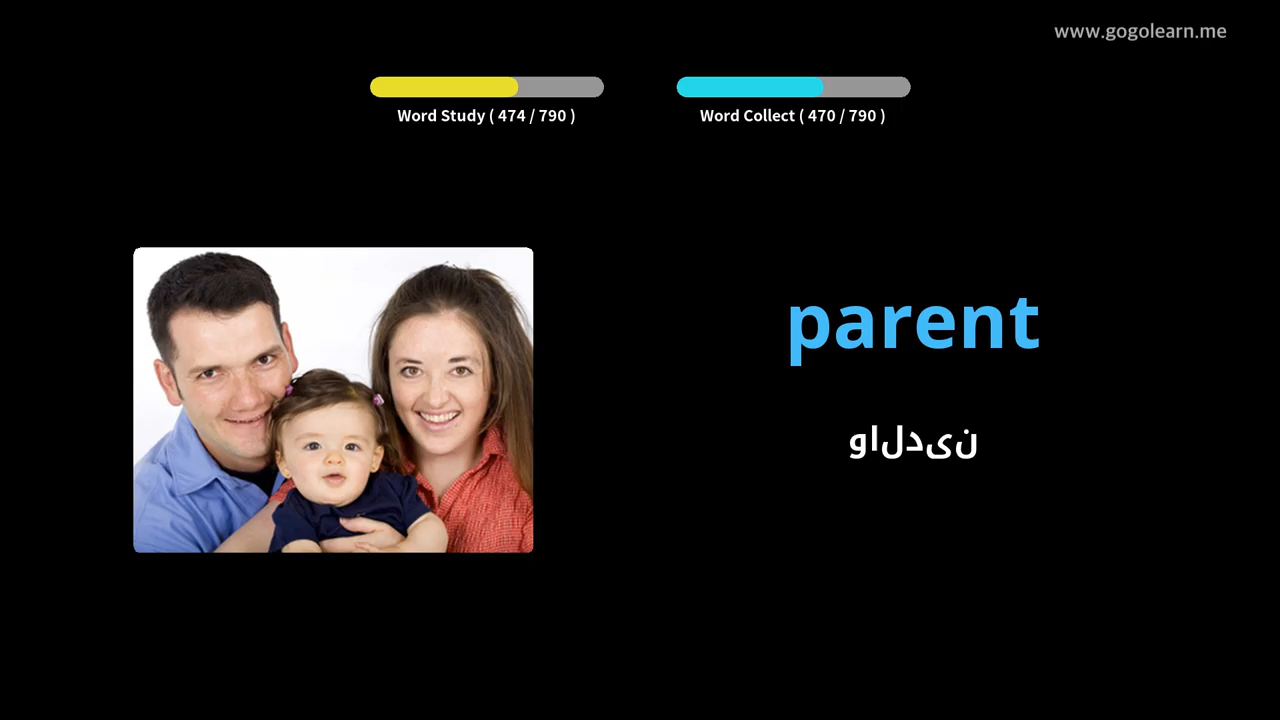 www.gogolearn.me
Word Study ( 474 / 790 )
Word Collect ( 470 / 790 )
parent
والدین